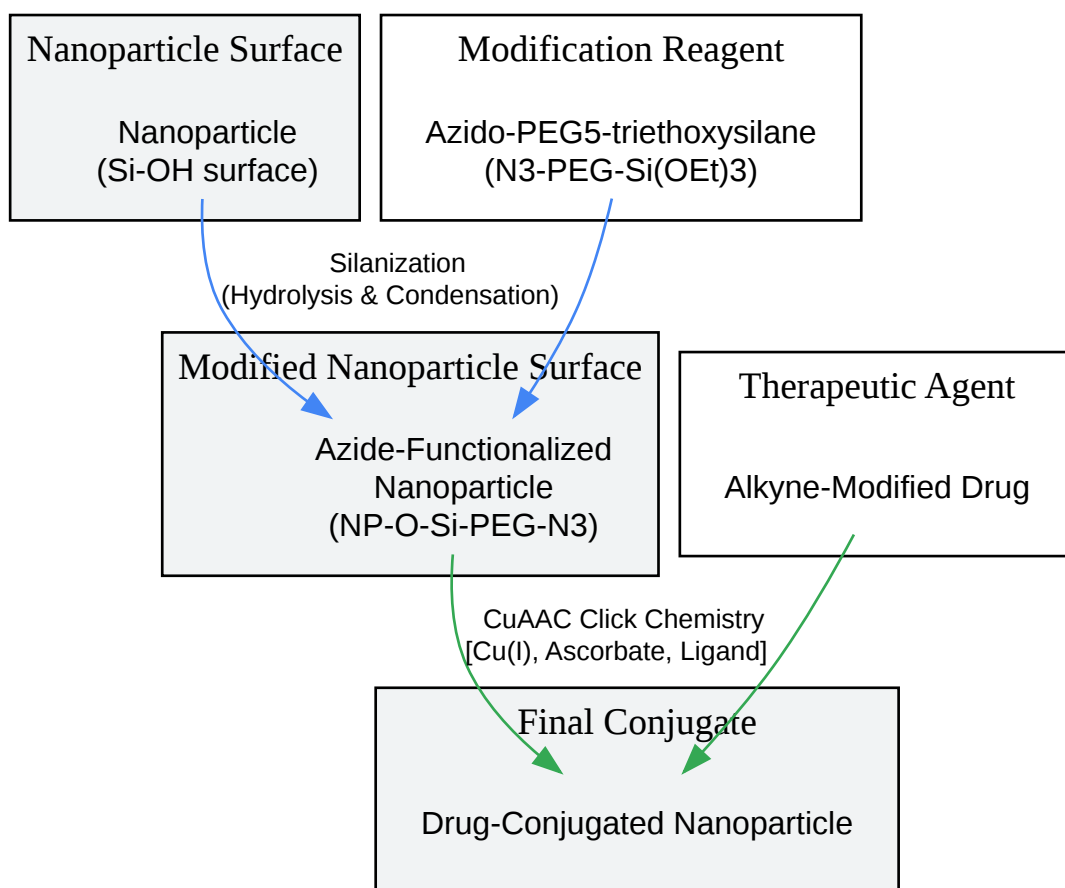 Nanoparticle Surface
Nanoparticle
(Si-OH surface)
Modification Reagent
Azido-PEG5-triethoxysilane
(N3-PEG-Si(OEt)3)
Silanization
(Hydrolysis & Condensation)
Modified Nanoparticle Surface
Azide-Functionalized
Nanoparticle
(NP-O-Si-PEG-N3)
Therapeutic Agent
Alkyne-Modified Drug
CuAAC Click Chemistry
[Cu(I), Ascorbate, Ligand]
Final Conjugate
Drug-Conjugated Nanoparticle